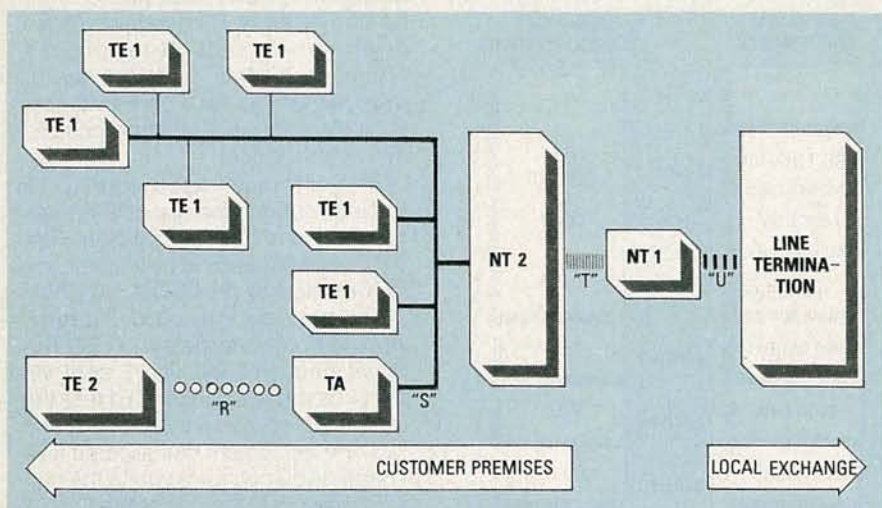 TE 1
TE 1
TE 1
TE 1
TE 1
TE 1
TE 2
"R"
TA
"S"
NT 2
"T"
NT 1
"U"
LINE
TERMINA-
TION
CUSTOMER PREMISES
LOCAL EXCHANGE